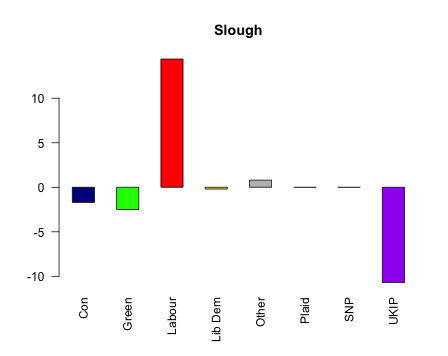 Slough
10
5
0
-5
-10
Con
Green
Labour
Lib Dem
Other
Plaid
SNP
UKIP